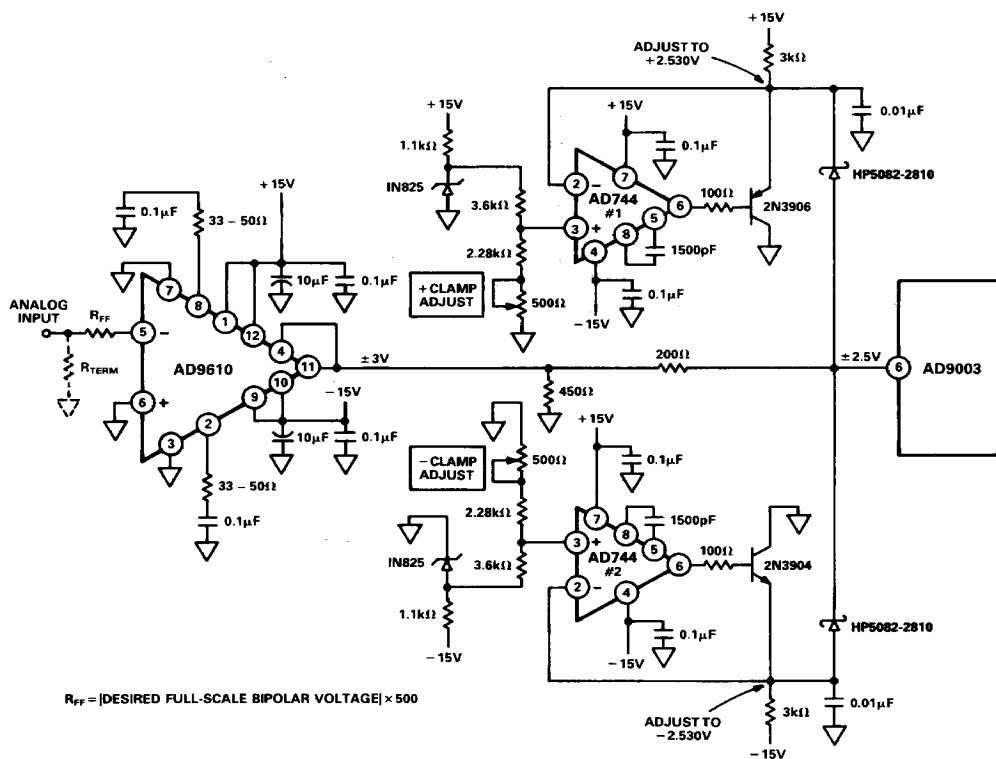 +15V
ADJUST TO
+2.530V
3kΩ
0.01µF
+15V
1.1kΩ
+15V
0.1µF
IN825
3.6kΩ
2
−
7
AD744
#1
6
100Ω
2N3906
HP5082-2810
3
+
5
8
4
1500pF
2.28kΩ
+CLAMP
ADJUST
500Ω
0.1µF
−15V
+15V
0.1µF
33 – 50Ω
10µF
0.1µF
7
8
1
12
4
11
ANALOG
INPUT
RFF
5
−
AD9610
RTERM
6
+
10
9
2
3
±3V
200Ω
±2.5V
6
AD9003
450Ω
−15V
10µF
0.1µF
33 – 50Ω
0.1µF
−CLAMP
ADJUST
500Ω
+15V
0.1µF
2.28kΩ
1500pF
7
8
5
3
+
AD744
#2
6
100Ω
2N3904
2
−
4
IN825
3.6kΩ
1.1kΩ
−15V
0.1µF
−15V
HP5082-2810
0.01µF
ADJUST TO
−2.530V
3kΩ
−15V
RFF = |DESIRED FULL-SCALE BIPOLAR VOLTAGE| × 500